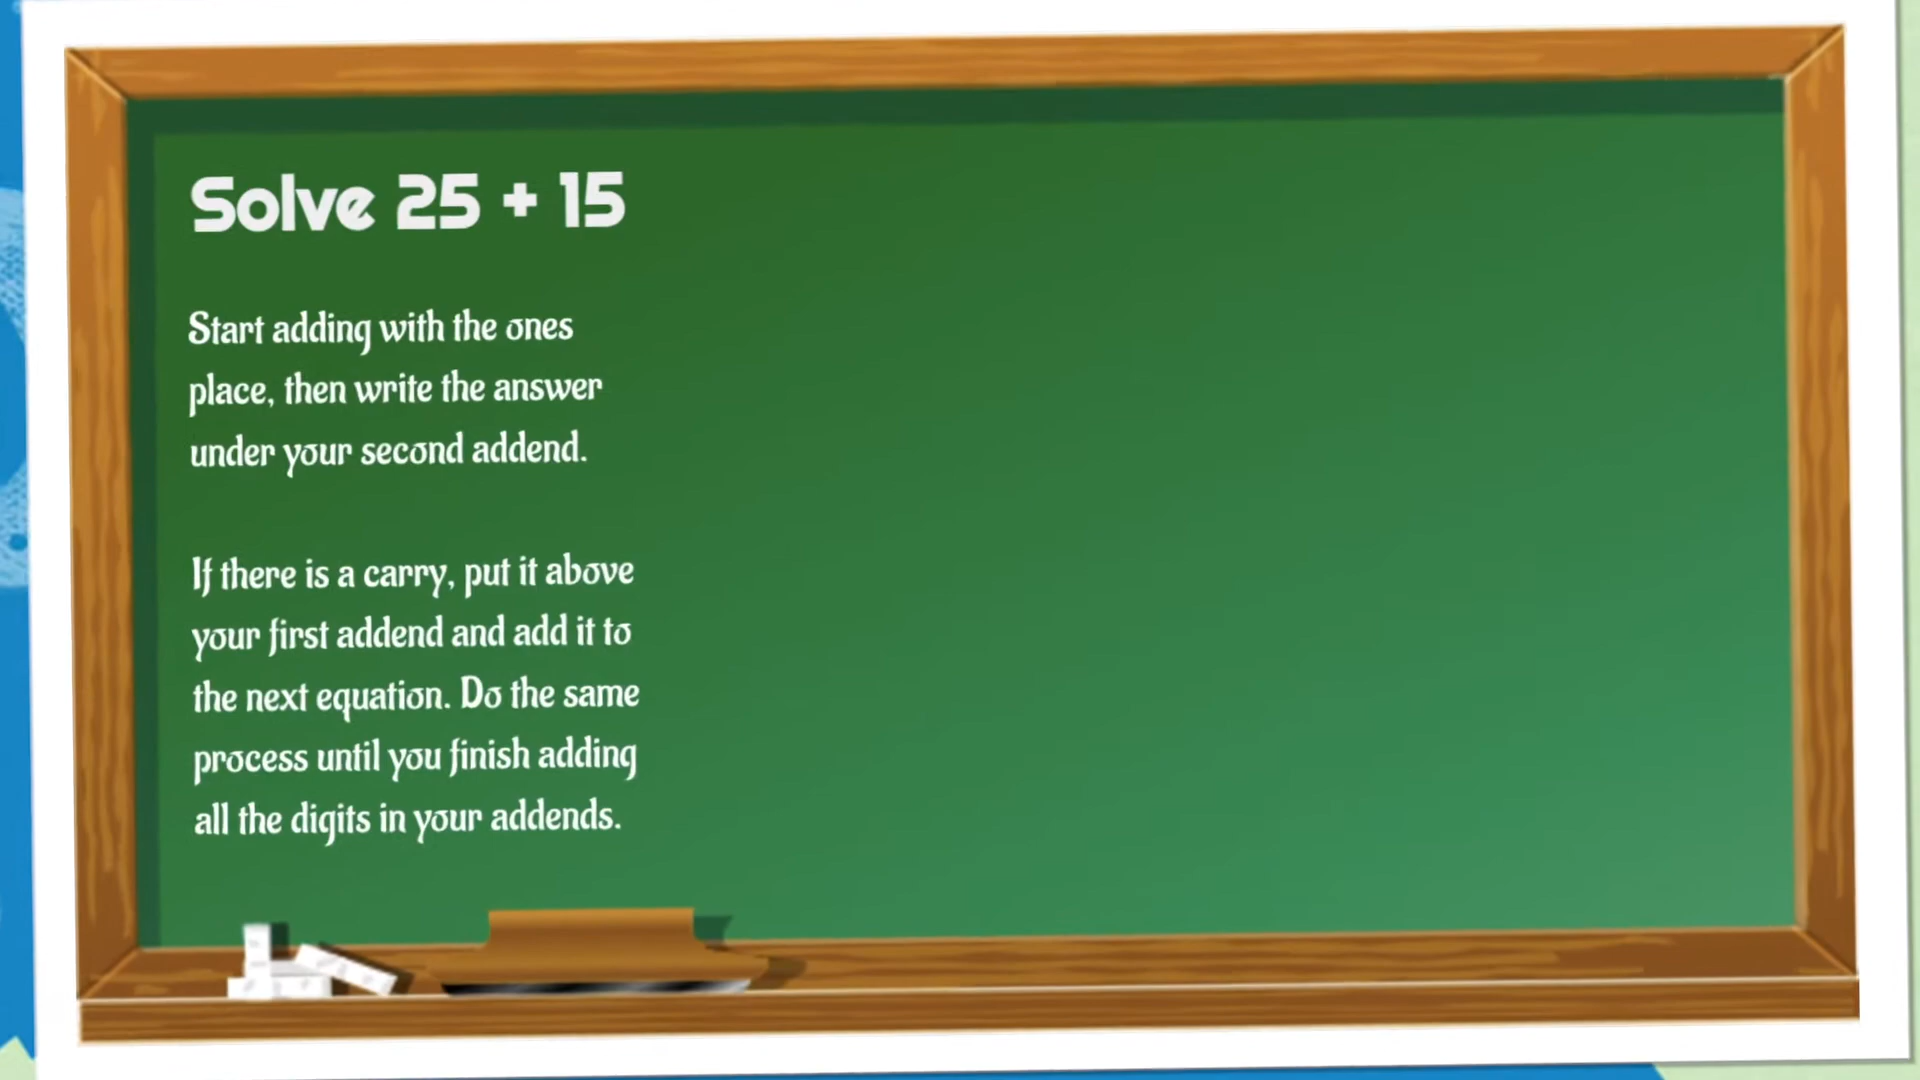 Solve 25 + 15
Start adding with the ones
place, then write the answer
under your second addend.
If there is a carry, put it above
your first addend and add it to
the next equation. Do the same
process until you finish adding
all the digits in your addends.